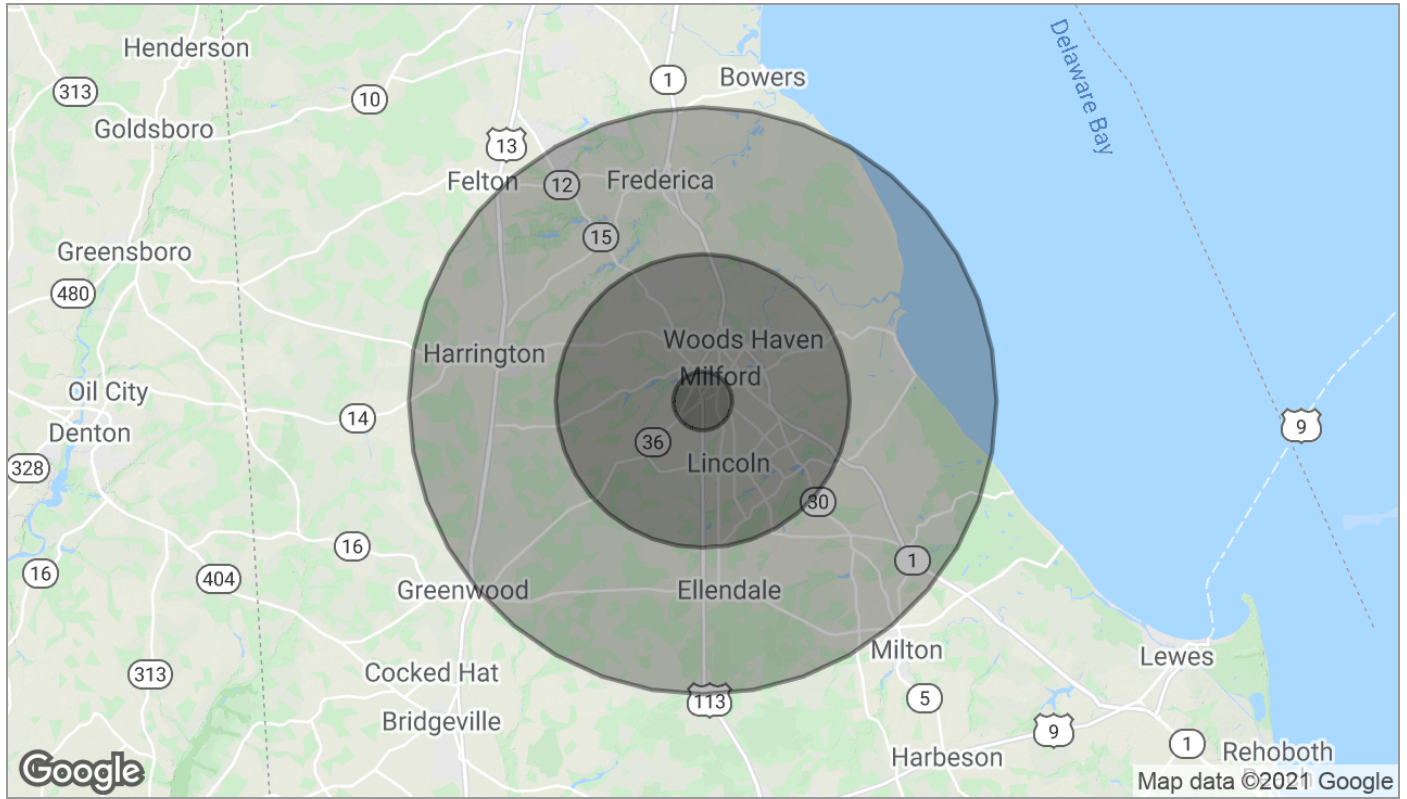 Henderson
Bowers
Delaware Bay
1
313
10
Goldsboro
13
Felton
12
Frederica
15
Greensboro
480
Woods Haven
Harrington
Milford
Oil City
14
9
Denton
36
Lincoln
328
30
16
1
16
404
Greenwood
Ellendale
Milton
Lewes
313
Cocked Hat
5
113
Bridgeville
9
1
Rehoboth
Harbeson
Google
Map data ©2021 Google